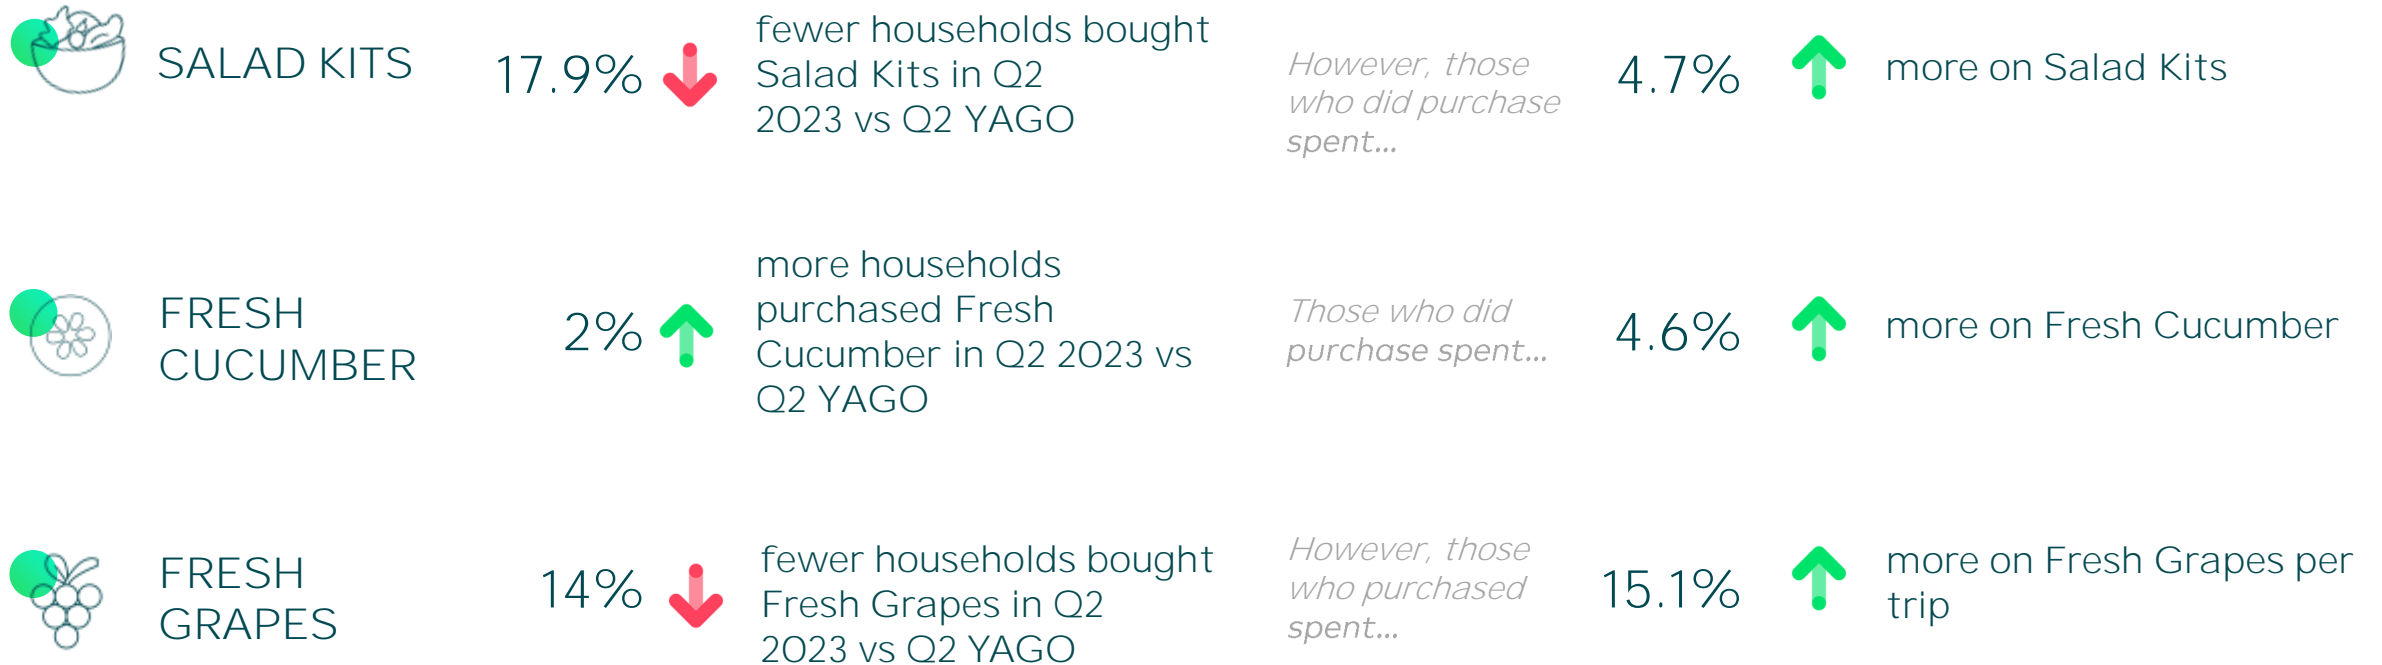 SALAD KITS
17.9%
fewer households bought
Salad Kits in Q2
2023 vs Q2 YAGO
However, those
who did purchase
spent...
4.7%
more on Salad Kits
FRESH
CUCUMBER
2%
more households
purchased Fresh
Cucumber in Q2 2023 vs
Q2 YAGO
Those who did
purchase spent...
4.6%
more on Fresh Cucumber
FRESH
GRAPES
14%
fewer households bought
Fresh Grapes in Q2
2023 vs Q2 YAGO
However, those
who purchased
spent...
15.1%
more on Fresh Grapes per
trip